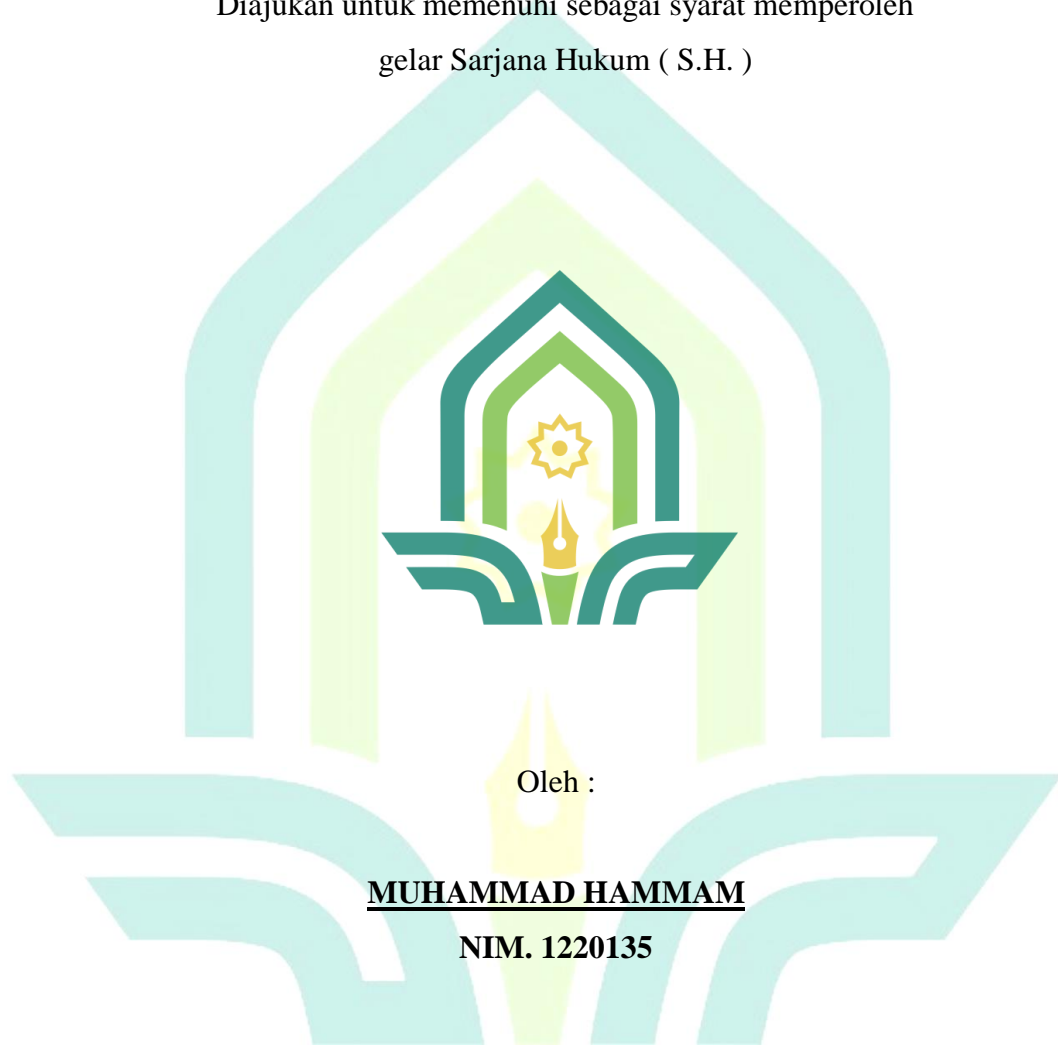 Diajukan untuk memenuhi sebagai syarat memperoleh
gelar Sarjana Hukum ( S.H. )
Oleh :
MUHAMMAD HAMMAM
NIM. 1220135